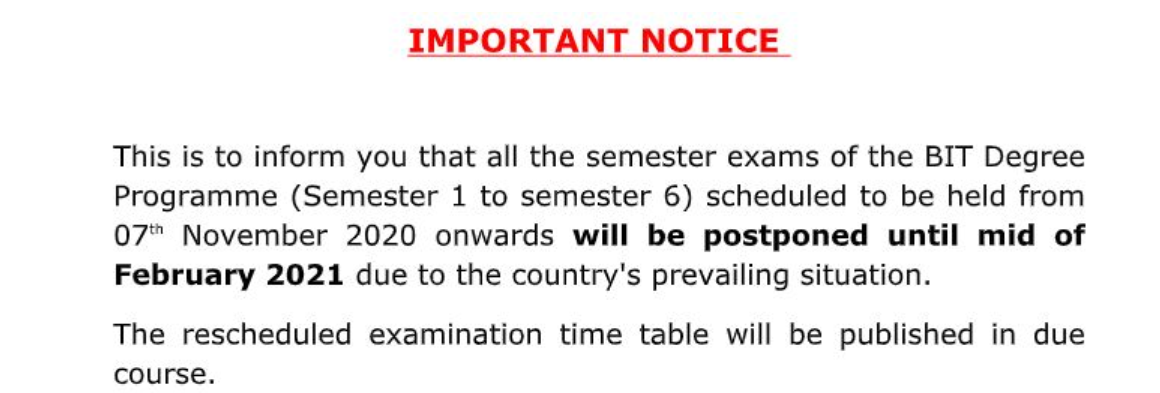 IMPORTANT NOTICE
This is to inform you that all the semester exams of the BIT Degree
Programme (Semester 1 to semester 6) scheduled to be held from
07th November 2020 onwards will be postponed until mid of
February 2021 due to the country's prevailing situation.
The rescheduled examination time table will be published in due
course.